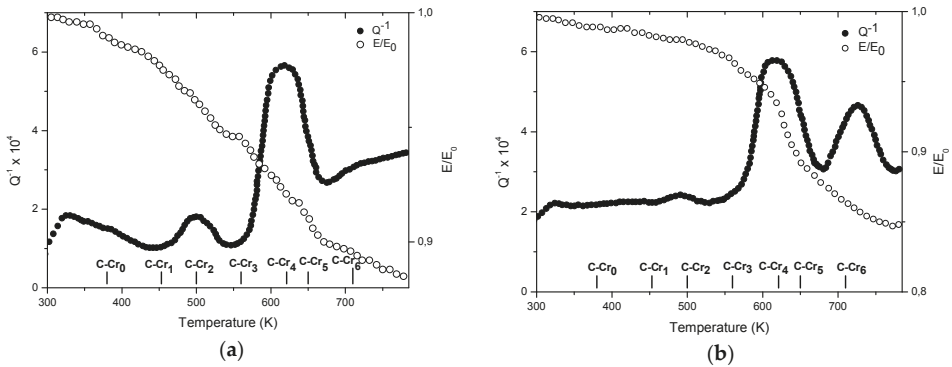 1,0
Q⁻¹
E/E₀
6
4
2
0
Q⁻¹ x 10⁴
0,9
E/E₀
C-Cr₀ C-Cr₁ C-Cr₂ C-Cr₃ C-Cr₄ C-Cr₅ C-Cr₆
300 400 500 600 700
Temperature (K)
(a)
1,0
Q⁻¹
E/E₀
6
4
2
0
Q⁻¹ x 10⁴
0,9
0,8
E/E₀
C-Cr₀ C-Cr₁ C-Cr₂ C-Cr₃ C-Cr₄ C-Cr₅ C-Cr₆
300 400 500 600 700
Temperature (K)
(b)